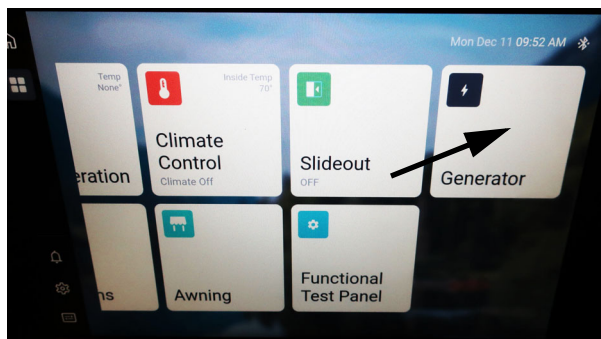 Mon Dec 11 09:52 AM
Temp
None°
eration
Inside Temp
70°
Climate
Control
Climate Off
Slideout
OFF
Generator
ns
Awning
Functional
Test Panel